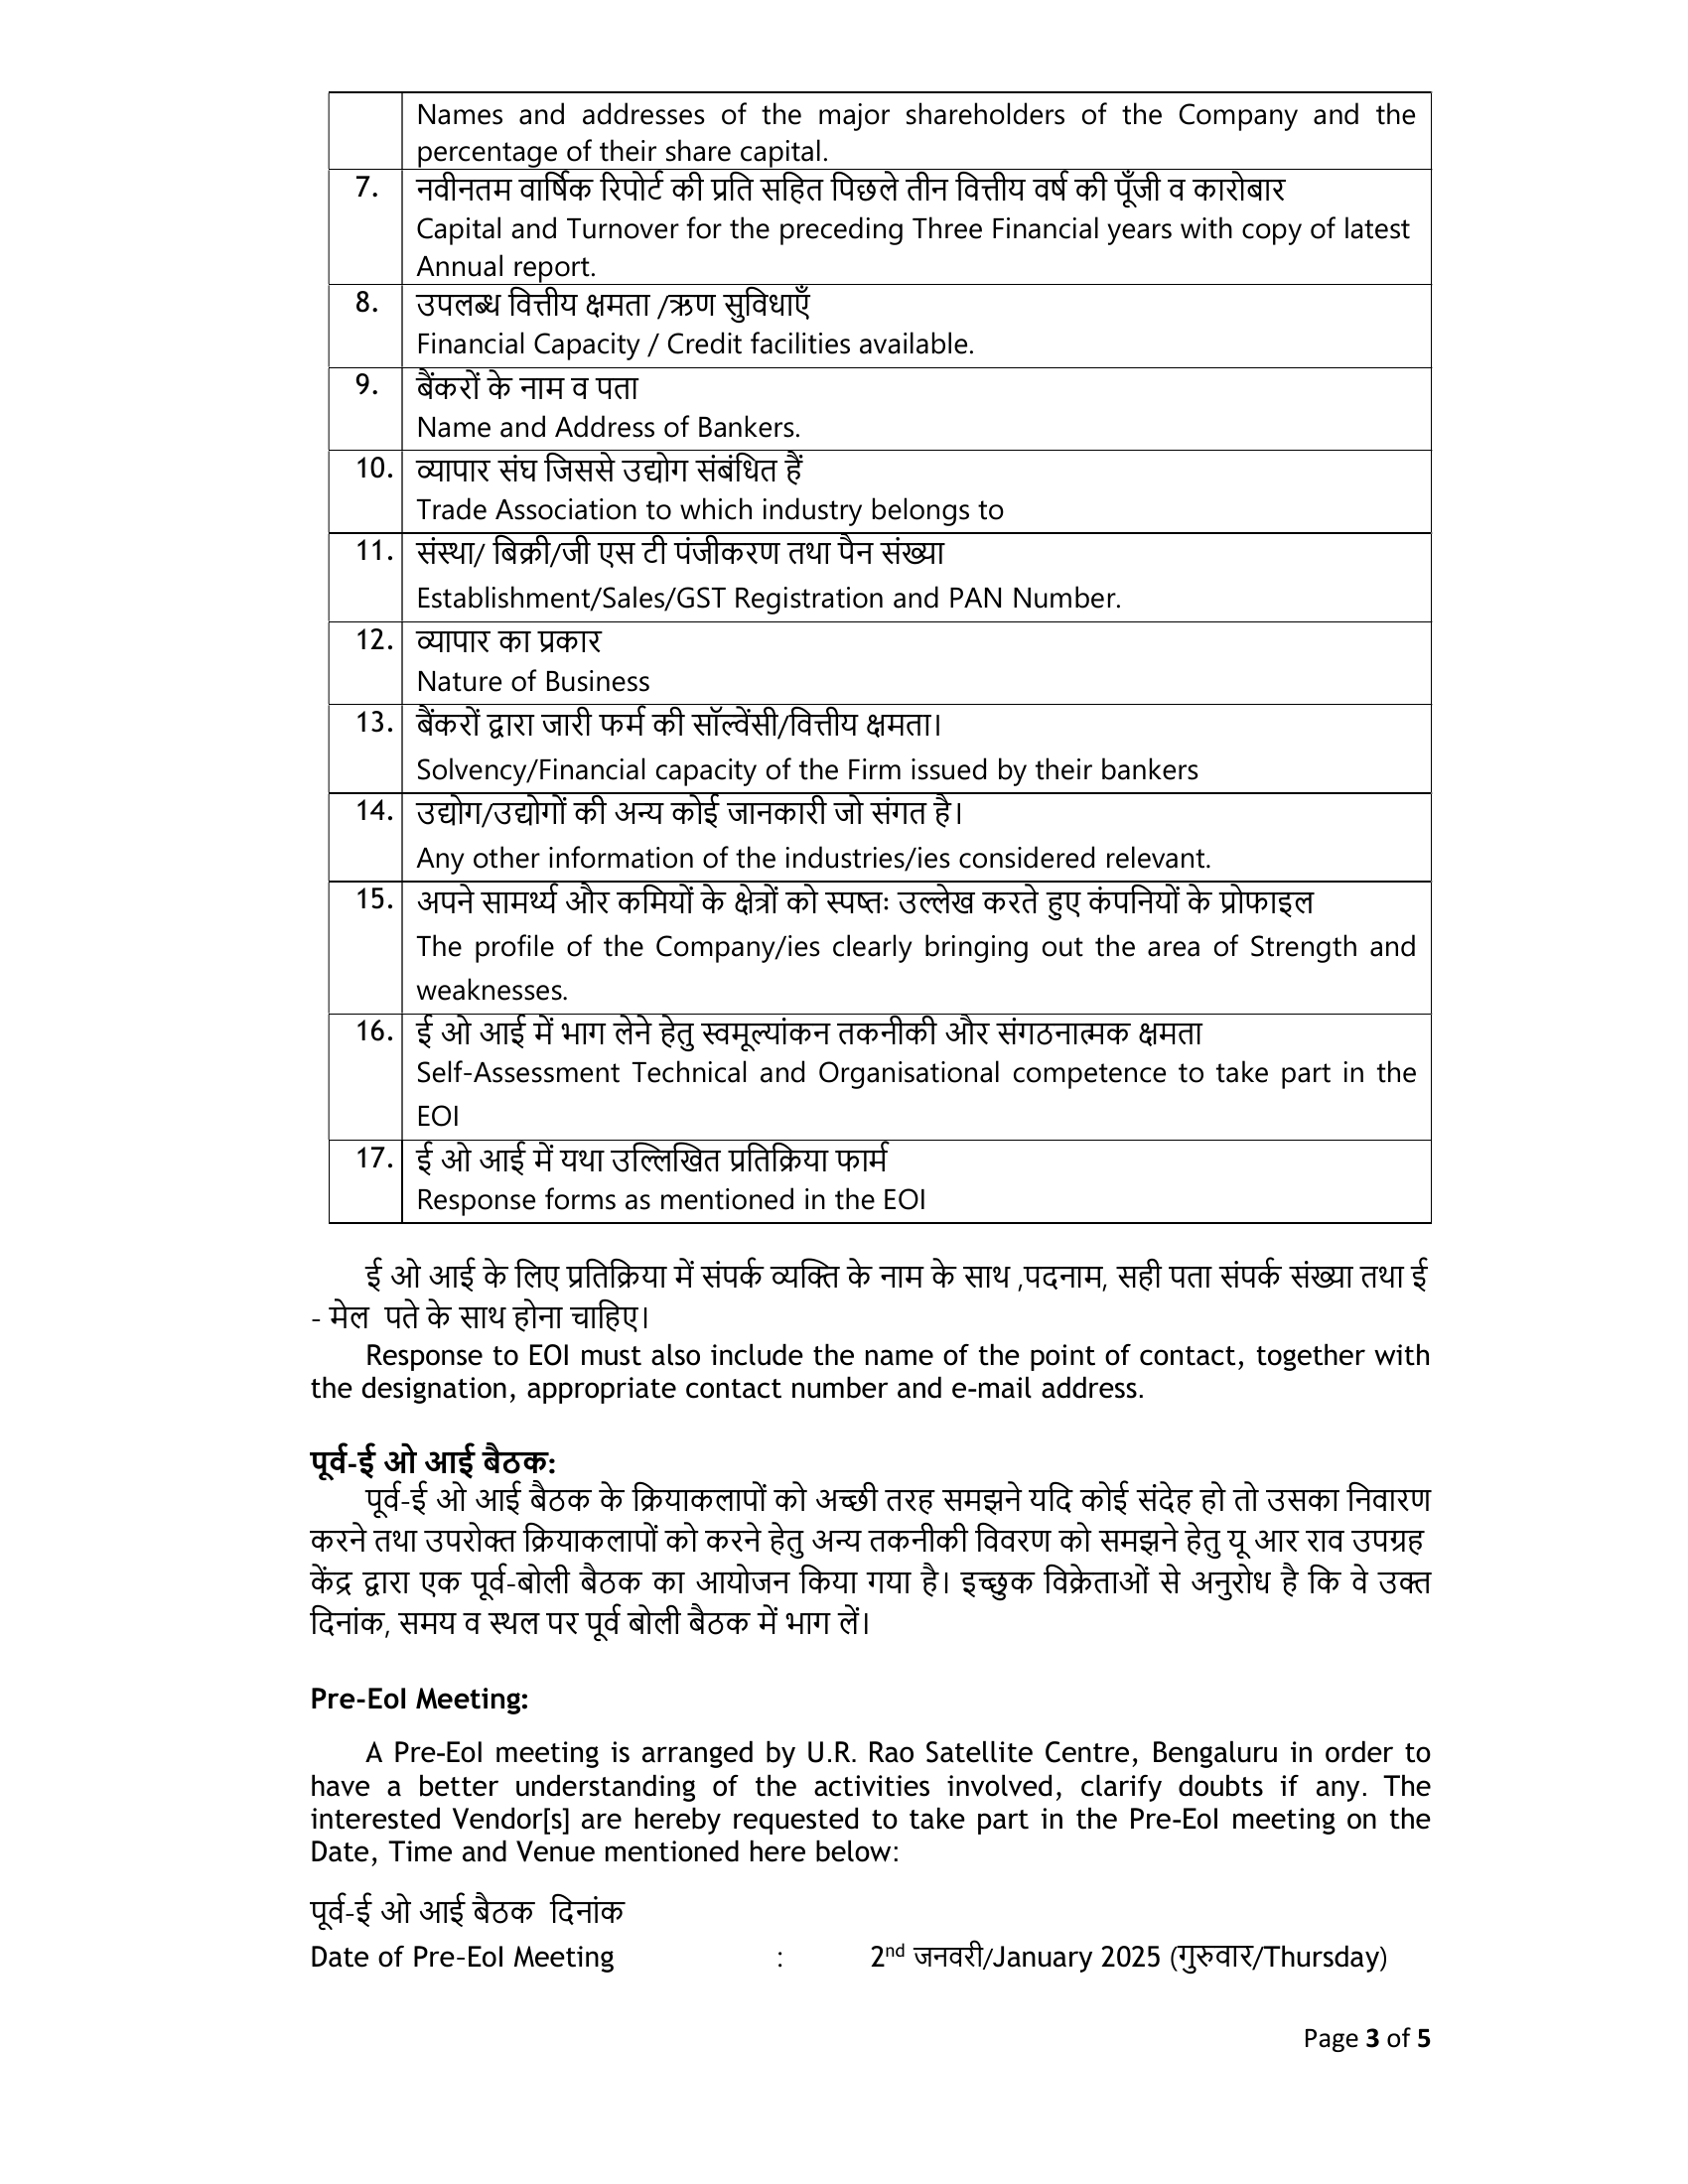 Names and addresses of the major shareholders of the Company and the
percentage of their share capital.
7. नवीनतम वार्षिक रिपोर्ट की प्रति सहित पिछले तीन वित्तीय वर्ष की पूँजी व कारोबार
Capital and Turnover for the preceding Three Financial years with copy of latest
Annual report.
8. उपलब्ध वित्तीय क्षमता /ऋण सुविधाएँ
Financial Capacity / Credit facilities available.
9. बैंकरों के नाम व पता
Name and Address of Bankers.
10. व्यापार संघ जिससे उद्योग संबंधित हैं
Trade Association to which industry belongs to
11. संस्था/ बिक्री/जी एस टी पंजीकरण तथा पैन संख्या
Establishment/Sales/GST Registration and PAN Number.
12. व्यापार का प्रकार
Nature of Business
13. बैंकरों द्वारा जारी फर्म की सॉल्वेंसी/वित्तीय क्षमता।
Solvency/Financial capacity of the Firm issued by their bankers
14. उद्योग/उद्योगों की अन्य कोई जानकारी जो संगत है।
Any other information of the industries/ies considered relevant.
15. अपने सामर्थ्य और कमियों के क्षेत्रों को स्पष्तः उल्लेख करते हुए कंपनियों के प्रोफाइल
The profile of the Company/ies clearly bringing out the area of Strength and
weaknesses.
16. ई ओ आई में भाग लेने हेतु स्वमूल्यांकन तकनीकी और संगठनात्मक क्षमता
Self-Assessment Technical and Organisational competence to take part in the
EOI
17. ई ओ आई में यथा उल्लिखित प्रतिक्रिया फार्म
Response forms as mentioned in the EOI
ई ओ आई के लिए प्रतिक्रिया में संपर्क व्यक्ति के नाम के साथ ,पदनाम, सही पता संपर्क संख्या तथा ई
- मेल पते के साथ होना चाहिए।
Response to EOI must also include the name of the point of contact, together with
the designation, appropriate contact number and e-mail address.
पूर्व-ई ओ आई बैठक:
पूर्व-ई ओ आई बैठक के क्रियाकलापों को अच्छी तरह समझने यदि कोई संदेह हो तो उसका निवारण
करने तथा उपरोक्त क्रियाकलापों को करने हेतु अन्य तकनीकी विवरण को समझने हेतु यू आर राव उपग्रह
केंद्र द्वारा एक पूर्व-बोली बैठक का आयोजन किया गया है। इच्छुक विक्रेताओं से अनुरोध है कि वे उक्त
दिनांक, समय व स्थल पर पूर्व बोली बैठक में भाग लें।
Pre-EoI Meeting:
A Pre-EoI meeting is arranged by U.R. Rao Satellite Centre, Bengaluru in order to
have a better understanding of the activities involved, clarify doubts if any. The
interested Vendor[s] are hereby requested to take part in the Pre-EoI meeting on the
Date, Time and Venue mentioned here below:
पूर्व-ई ओ आई बैठक दिनांक
Date of Pre-EoI Meeting : 2nd जनवरी/January 2025 (गुरुवार/Thursday)
Page 3 of 5